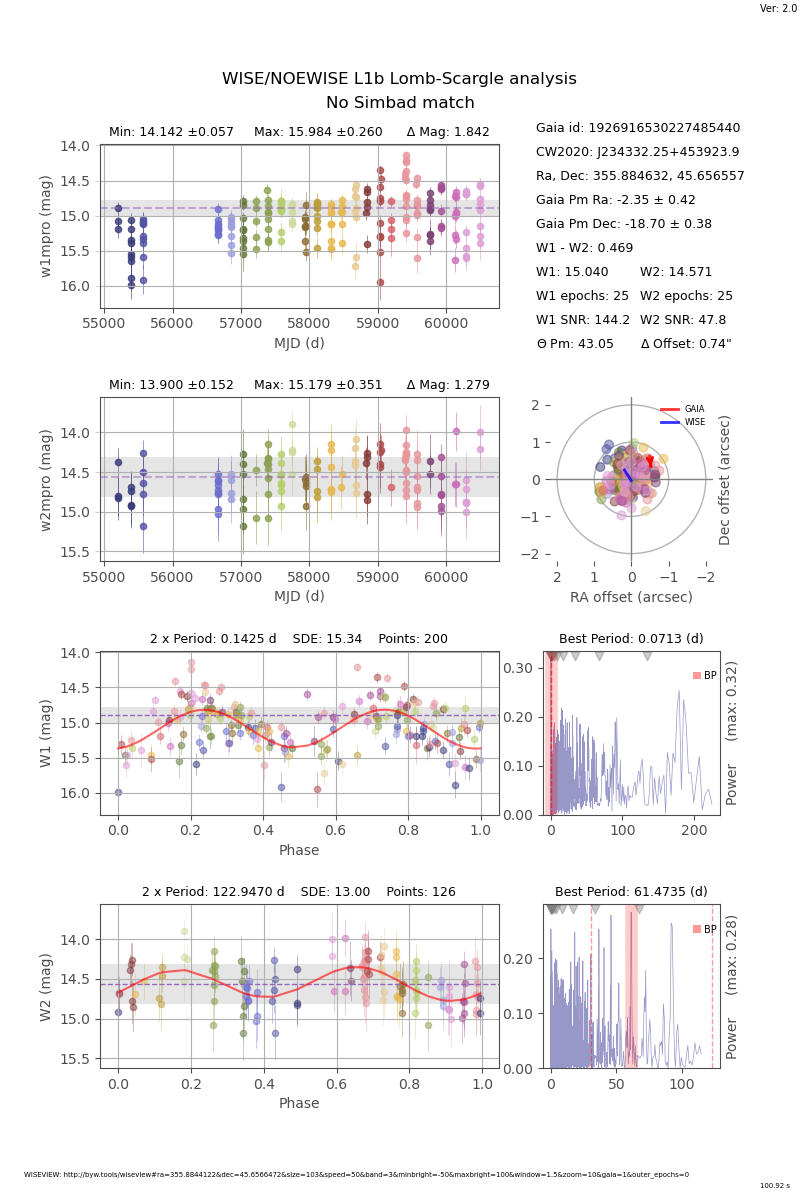 Ver: 2.0
WISE/NOEWISE L1b Lomb-Scargle analysis
No Simbad match
Min: 14.142 ±0.057 Max: 15.984 ±0.260 Δ Mag: 1.842
14.0
14.5
15.0
15.5
16.0
w1mpro (mag)
55000 56000 57000 58000 59000 60000
MJD (d)
Gaia id: 1926916530227485440
CW2020: J234332.25+453923.9
Ra, Dec: 355.884632, 45.656557
Gaia Pm Ra: -2.35 ± 0.42
Gaia Pm Dec: -18.70 ± 0.38
W1 - W2: 0.469
W1: 15.040 W2: 14.571
W1 epochs: 25 W2 epochs: 25
W1 SNR: 144.2 W2 SNR: 47.8
Θ Pm: 43.05 Δ Offset: 0.74"
Min: 13.900 ±0.152 Max: 15.179 ±0.351 Δ Mag: 1.279
14.0
14.5
15.0
15.5
w2mpro (mag)
55000 56000 57000 58000 59000 60000
MJD (d)
GAIA
WISE
2
1
0
−1
−2
Dec offset (arcsec)
2 1 0 −1 −2
RA offset (arcsec)
2 x Period: 0.1425 d SDE: 15.34 Points: 200
14.0
14.5
15.0
15.5
16.0
W1 (mag)
0.0 0.2 0.4 0.6 0.8 1.0
Phase
Best Period: 0.0713 (d)
BP
0.30
0.20
0.10
0.00
Power (max: 0.32)
0 100 200
2 x Period: 122.9470 d SDE: 13.00 Points: 126
14.0
14.5
15.0
15.5
W2 (mag)
0.0 0.2 0.4 0.6 0.8 1.0
Phase
Best Period: 61.4735 (d)
BP
0.20
0.10
0.00
Power (max: 0.28)
0 50 100
WISEVIEW: http://byw.tools/wiseview#ra=355.8844122&dec=45.6566472&size=103&speed=50&band=3&minbright=-50&maxbright=100&window=1.5&zoom=10&gaia=1&outer_epochs=0
100.92 s